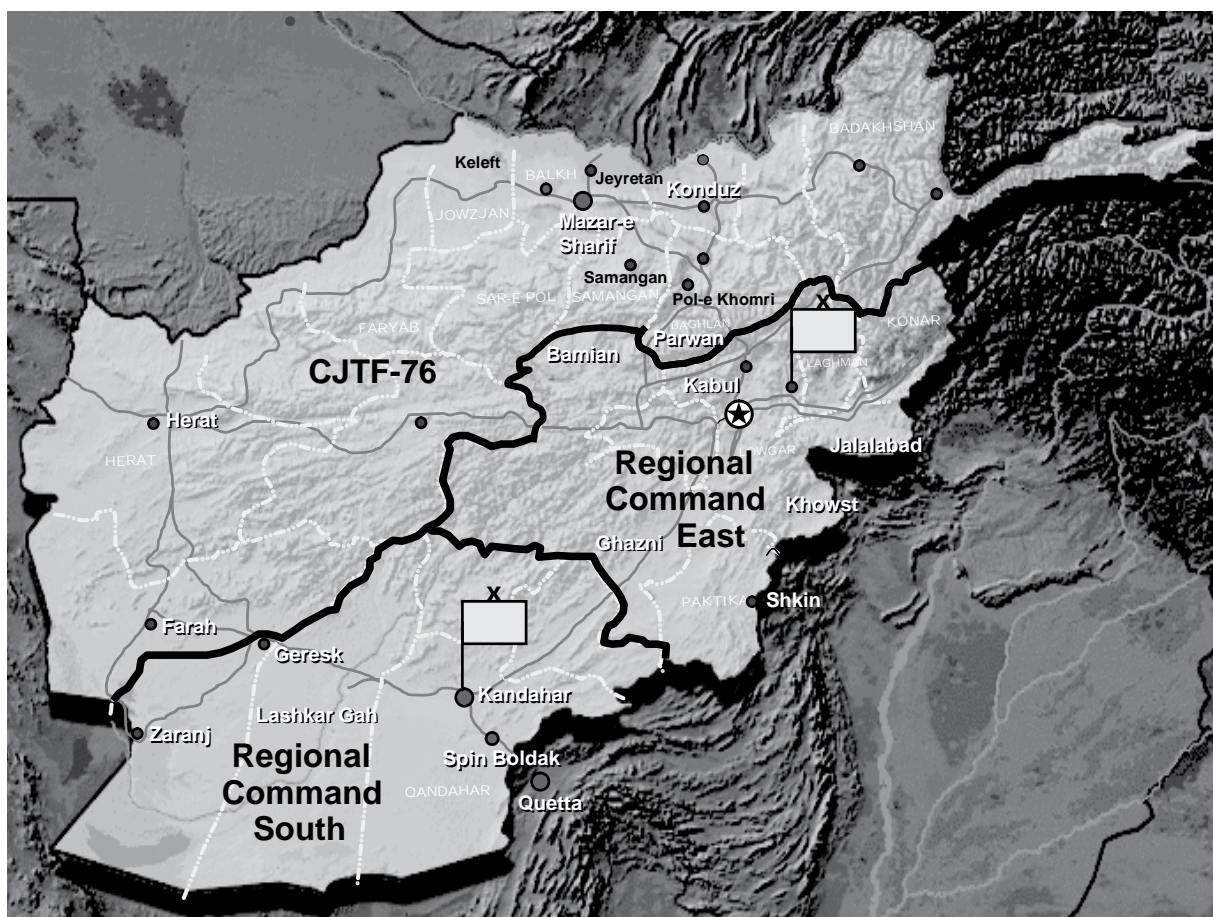 BADAKHSHAN
Keleft
BALKH
Jeyretan
Konduz
JOWZJAN
Mazar-e
Sharif
Samangan
SAR-E POL
SAMANGAN
Pol-e Khomri
X
KONAR
BAGHLAN
FARYAB
Parwan
Bamian
LAGHMAN
CJTF-76
Kabul
Herat
HERAT
Jalalabad
Regional
Command
East
Khowst
Ghazni
X
PAKTIKA
Shkin
Farah
Geresk
Kandahar
Lashkar Gah
Zaranj
Spin Boldak
Regional
Command
South
QANDAHAR
Quetta